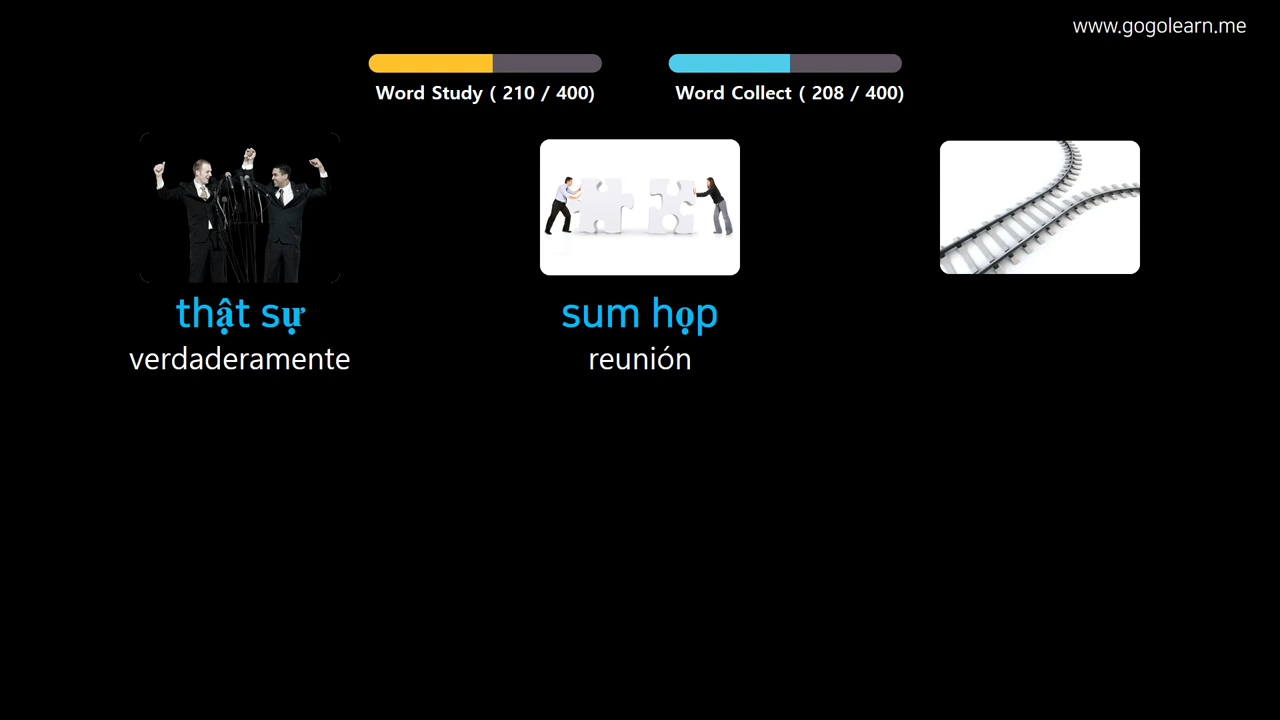 www.gogolearn.me
Word Study ( 210 / 400)
Word Collect ( 208 / 400)
thật sự
verdaderamente
sum họp
reunión